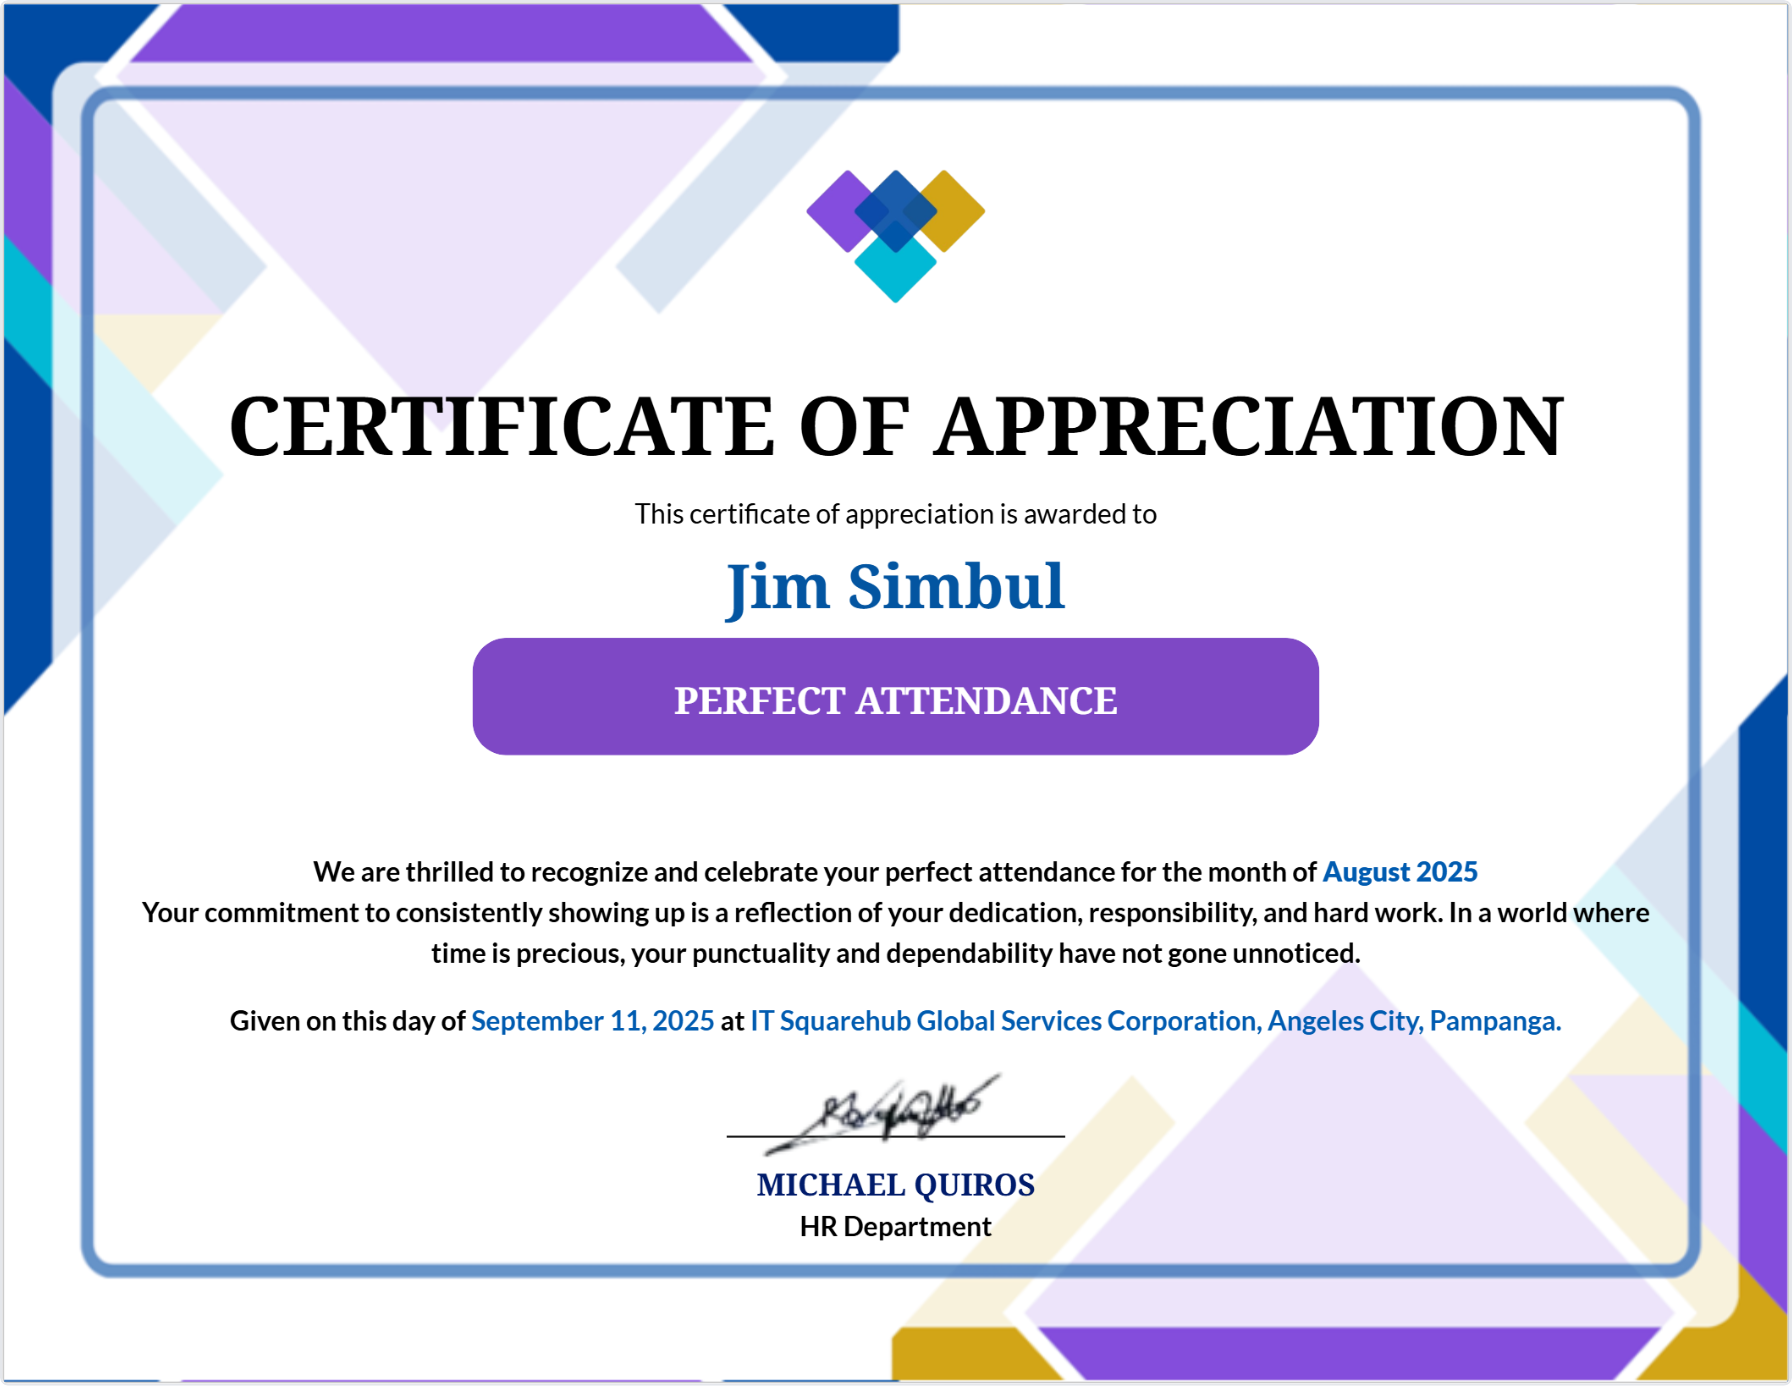 CERTIFICATE OF APPRECIATION
This certificate of appreciation is awarded to
Jim Simbul
PERFECT ATTENDANCE
We are thrilled to recognize and celebrate your perfect attendance for the month of August 2025
Your commitment to consistently showing up is a reflection of your dedication, responsibility, and hard work. In a world where
time is precious, your punctuality and dependability have not gone unnoticed.
Given on this day of September 11, 2025 at IT Squarehub Global Services Corporation, Angeles City, Pampanga.
MICHAEL QUIROS
HR Department